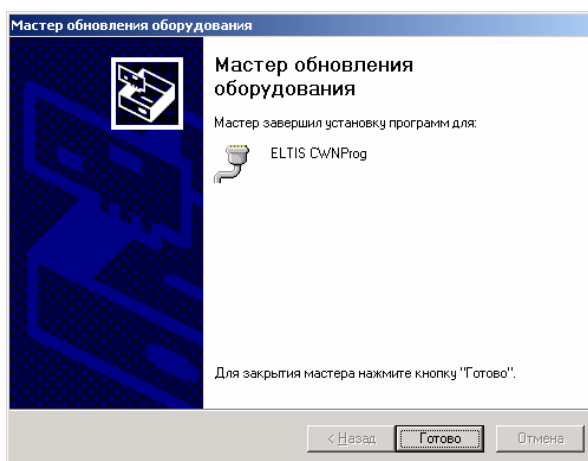 Мастер обновления оборудования
Мастер обновления
оборудования
Мастер завершил установку программ для:
ELTIS CWNProg
Для закрытия мастера нажмите кнопку "Готово".
< Назад
Готово
Отмена